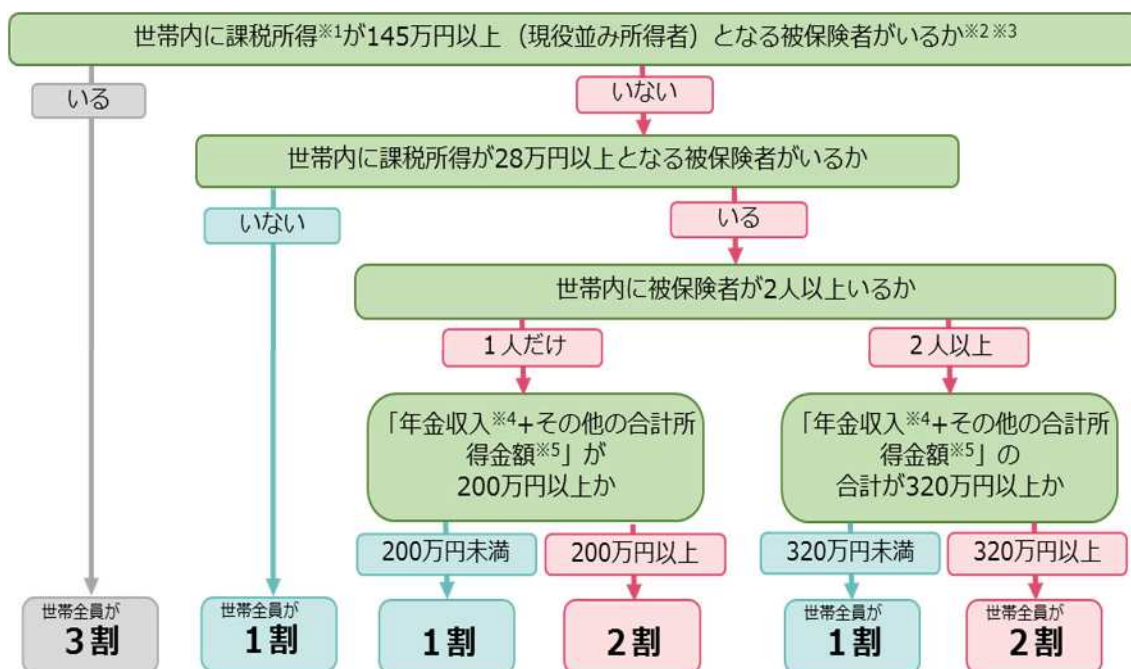 世帯内に課税所得※1が145万円以上（現役並み所得者）となる被保険者がいるか※2※3
いる
いない
世帯内に課税所得が28万円以上となる被保険者がいるか
いない
いる
世帯内に被保険者が2人以上いるか
1人だけ
2人以上
「年金収入※4+その他の合計所
得金額※5」が
200万円以上か
「年金収入※4+その他の合計所
得金額※5」の
合計が320万円以上か
200万円未満
200万円以上
320万円未満
320万円以上
世帯全員が
3割
世帯全員が
1割
1割
2割
世帯全員が
1割
世帯全員が
2割